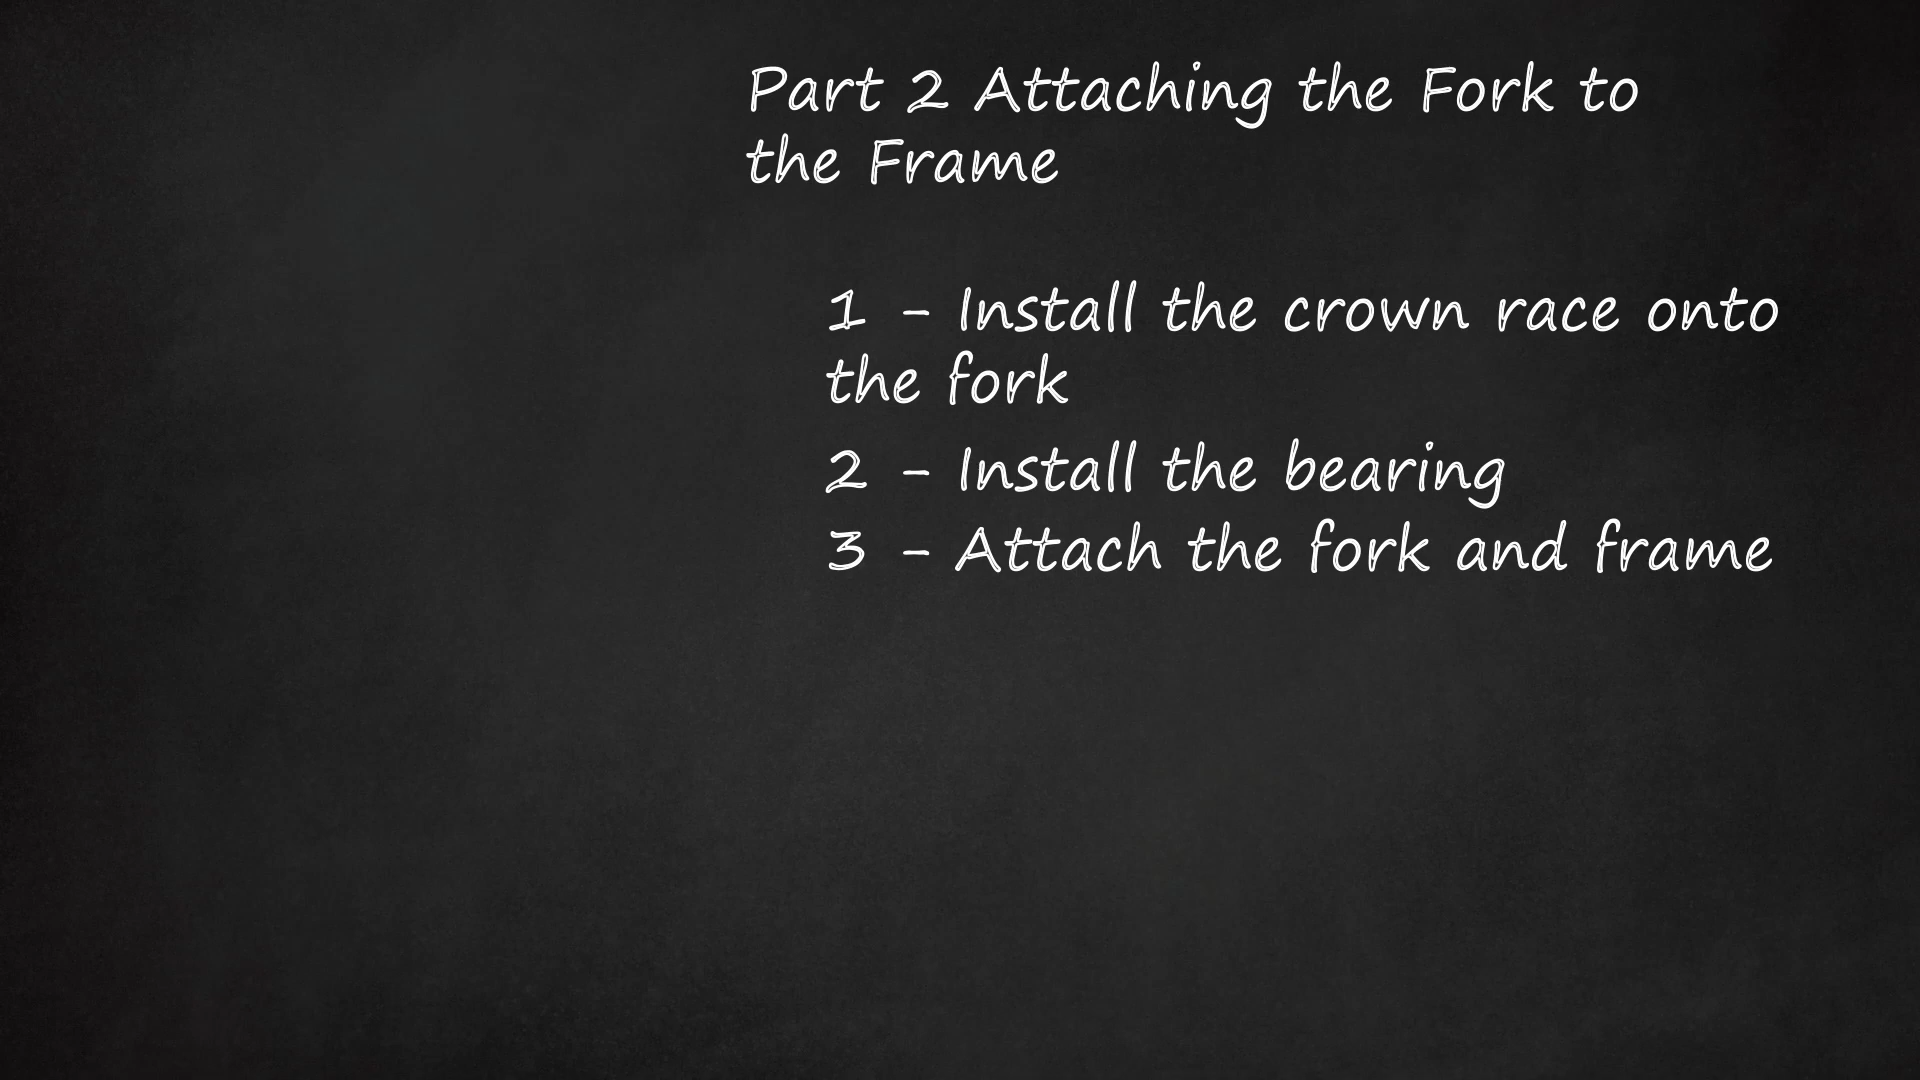 Part 2 Attaching the Fork to
the Frame
1 - Install the crown race onto
the fork
2 - Install the bearing
3 - Attach the fork and frame